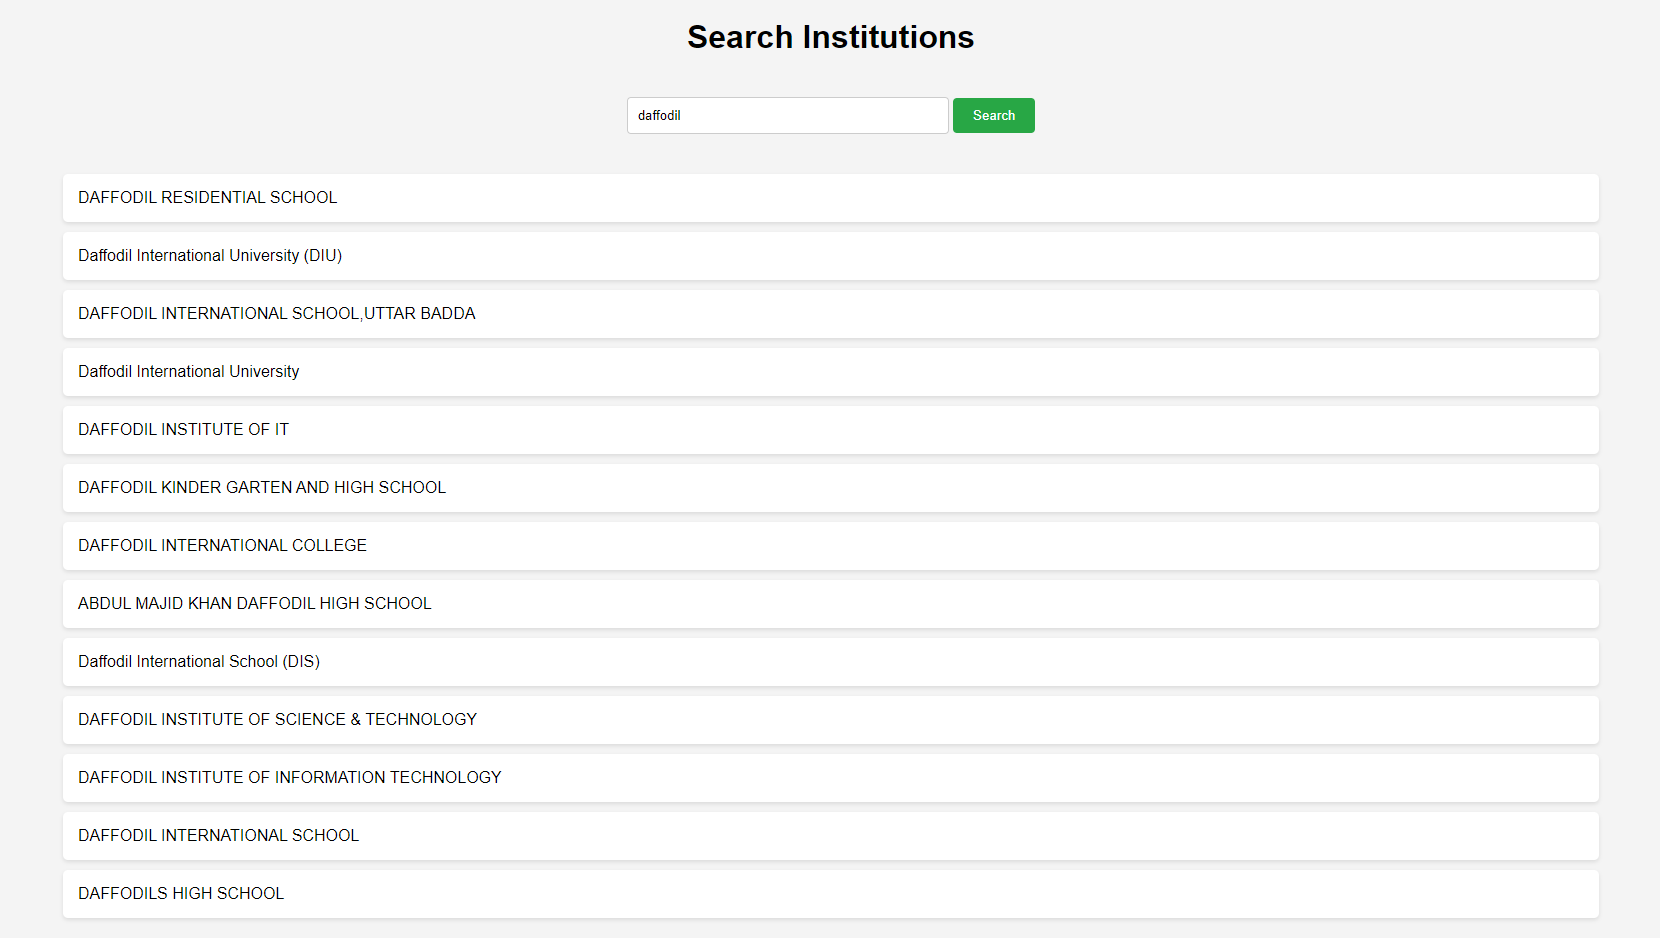 Search Institutions
daffodil
Search
DAFFODIL RESIDENTIAL SCHOOL
Daffodil International University (DIU)
DAFFODIL INTERNATIONAL SCHOOL,UTTAR BADDA
Daffodil International University
DAFFODIL INSTITUTE OF IT
DAFFODIL KINDER GARTEN AND HIGH SCHOOL
DAFFODIL INTERNATIONAL COLLEGE
ABDUL MAJID KHAN DAFFODIL HIGH SCHOOL
Daffodil International School (DIS)
DAFFODIL INSTITUTE OF SCIENCE & TECHNOLOGY
DAFFODIL INSTITUTE OF INFORMATION TECHNOLOGY
DAFFODIL INTERNATIONAL SCHOOL
DAFFODILS HIGH SCHOOL